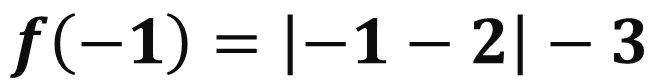 f(−1) = |−1 − 2| − 3